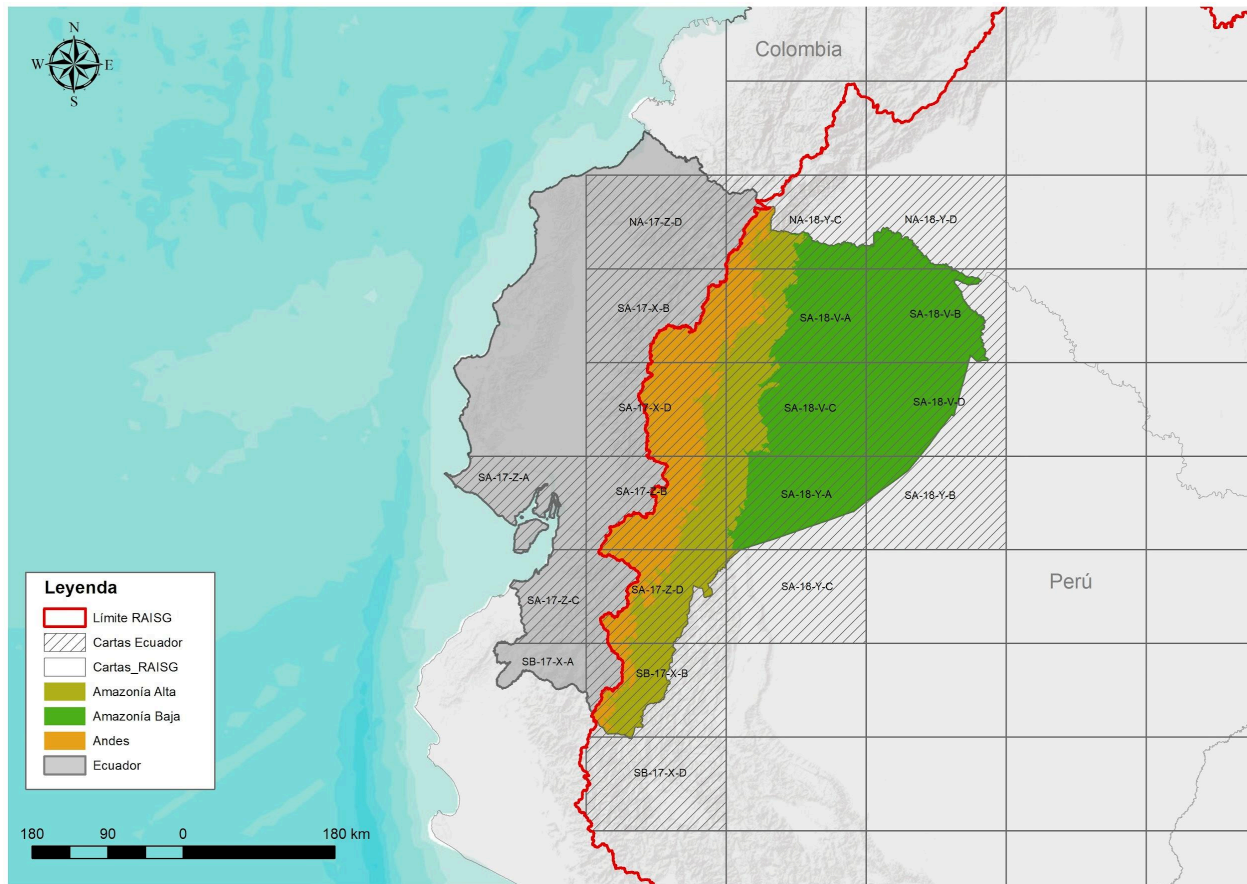 N
W
E
S
Colombia
NA-17-Z-D
NA-18-Y-C
NA-18-Y-D
SA-17-X-B
SA-18-V-A
SA-18-V-B
SA-17-X-D
SA-18-V-C
SA-18-V-D
SA-17-Z-A
SA-17-Z-B
SA-18-Y-A
SA-18-Y-B
SA-17-Z-C
SA-17-Z-D
SA-18-Y-C
Perú
SB-17-X-A
SB-17-X-B
SB-17-X-D
Leyenda
Límite RAISG
Cartas Ecuador
Cartas_RAISG
Amazonía Alta
Amazonía Baja
Andes
Ecuador
180 90 0 180 km